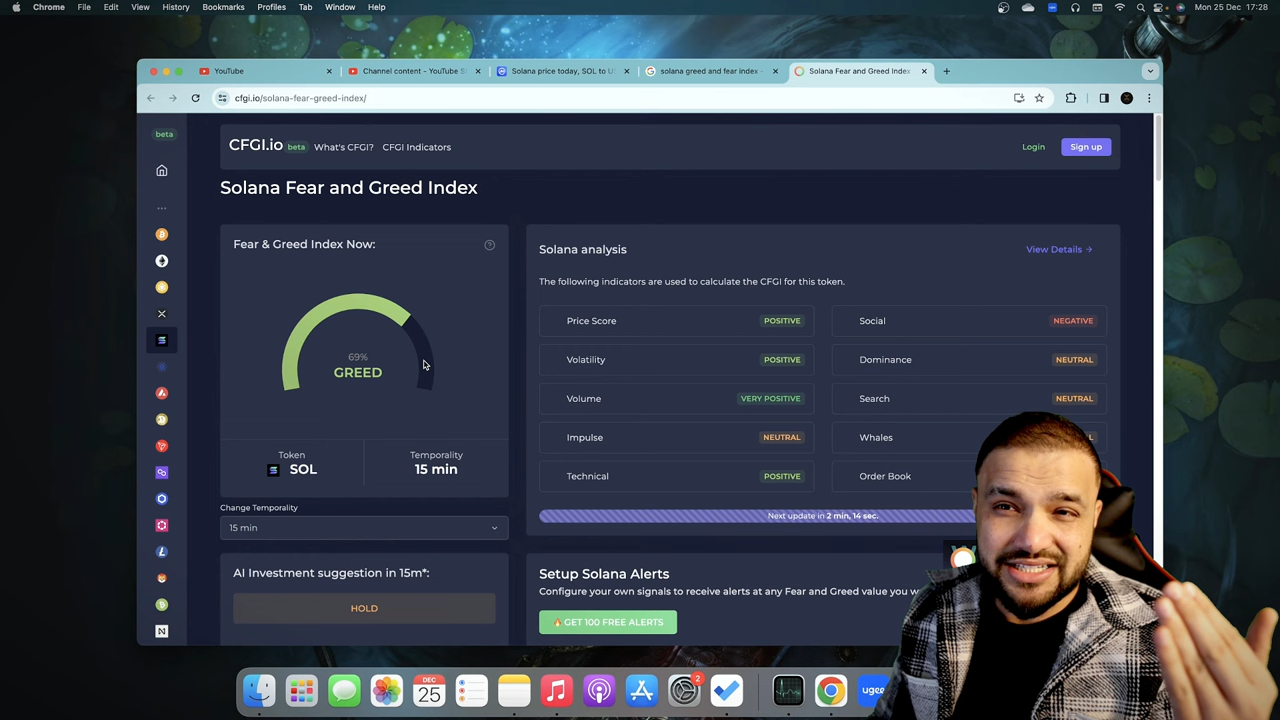 Chrome File Edit View History Bookmarks Profiles Tab Window Help Mon 25 Dec 17:28
YouTube Channel content - YouTube S Solana price today, SOL to U solana greed and fear index - Solana Fear and Greed Index
cfgi.io/solana-fear-greed-index/
beta
CFGI.io beta What's CFGI? CFGI Indicators Login Sign up
Solana Fear and Greed Index
Fear & Greed Index Now:
69%
GREED
Token
SOL
Temporality
15 min
Change Temporality
15 min
AI Investment suggestion in 15m*:
HOLD
Solana analysis View Details →
The following indicators are used to calculate the CFGI for this token.
Price Score POSITIVE Social NEGATIVE
Volatility POSITIVE Dominance NEUTRAL
Volume VERY POSITIVE Search NEUTRAL
Impulse NEUTRAL Whales
Technical POSITIVE Order Book
Next update in 2 min, 14 sec.
Setup Solana Alerts
Configure your own signals to receive alerts at any Fear and Greed value you w
🔥GET 100 FREE ALERTS
DEC
25
2
ugee